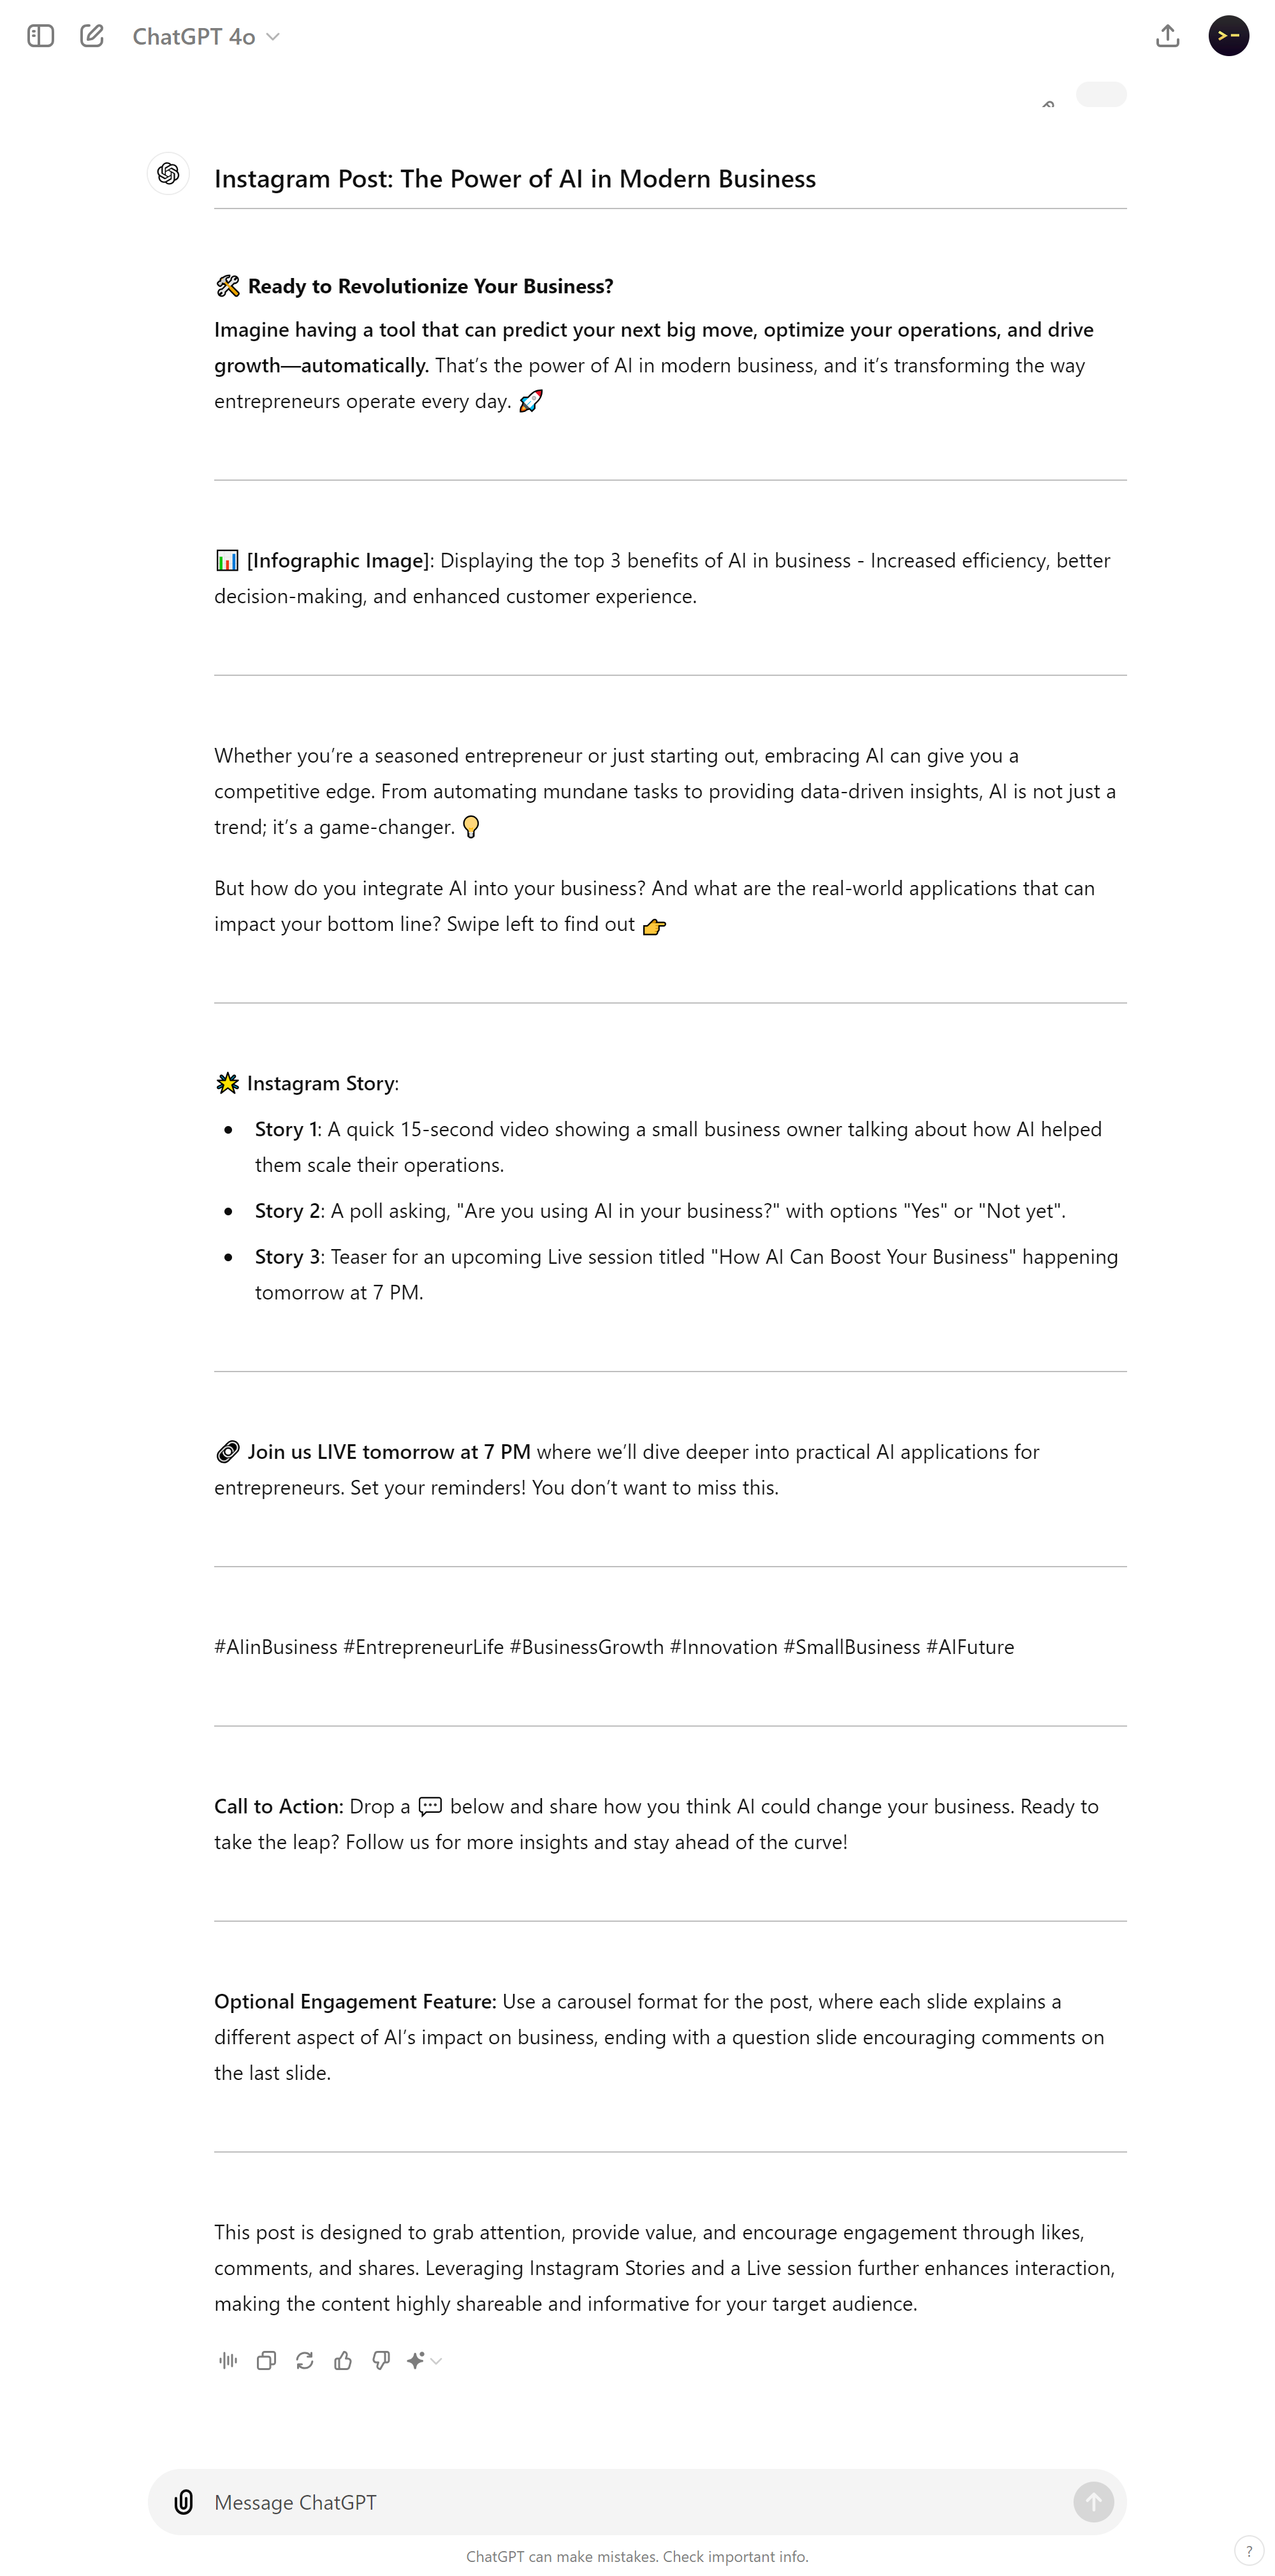 ChatGPT 4o
Instagram Post: The Power of AI in Modern Business
🛠 Ready to Revolutionize Your Business?
Imagine having a tool that can predict your next big move, optimize your operations, and drive
growth—automatically. That’s the power of AI in modern business, and it’s transforming the way
entrepreneurs operate every day. 🚀
📊 [Infographic Image]: Displaying the top 3 benefits of AI in business - Increased efficiency, better
decision-making, and enhanced customer experience.
Whether you’re a seasoned entrepreneur or just starting out, embracing AI can give you a
competitive edge. From automating mundane tasks to providing data-driven insights, AI is not just a
trend; it’s a game-changer. 💡
But how do you integrate AI into your business? And what are the real-world applications that can
impact your bottom line? Swipe left to find out 👉
🌟 Instagram Story:
• Story 1: A quick 15-second video showing a small business owner talking about how AI helped
them scale their operations.
• Story 2: A poll asking, "Are you using AI in your business?" with options "Yes" or "Not yet".
• Story 3: Teaser for an upcoming Live session titled "How AI Can Boost Your Business" happening
tomorrow at 7 PM.
🔗 Join us LIVE tomorrow at 7 PM where we’ll dive deeper into practical AI applications for
entrepreneurs. Set your reminders! You don’t want to miss this.
#AIinBusiness #EntrepreneurLife #BusinessGrowth #Innovation #SmallBusiness #AIFuture
Call to Action: Drop a 💬 below and share how you think AI could change your business. Ready to
take the leap? Follow us for more insights and stay ahead of the curve!
Optional Engagement Feature: Use a carousel format for the post, where each slide explains a
different aspect of AI’s impact on business, ending with a question slide encouraging comments on
the last slide.
This post is designed to grab attention, provide value, and encourage engagement through likes,
comments, and shares. Leveraging Instagram Stories and a Live session further enhances interaction,
making the content highly shareable and informative for your target audience.
Message ChatGPT
ChatGPT can make mistakes. Check important info.
?